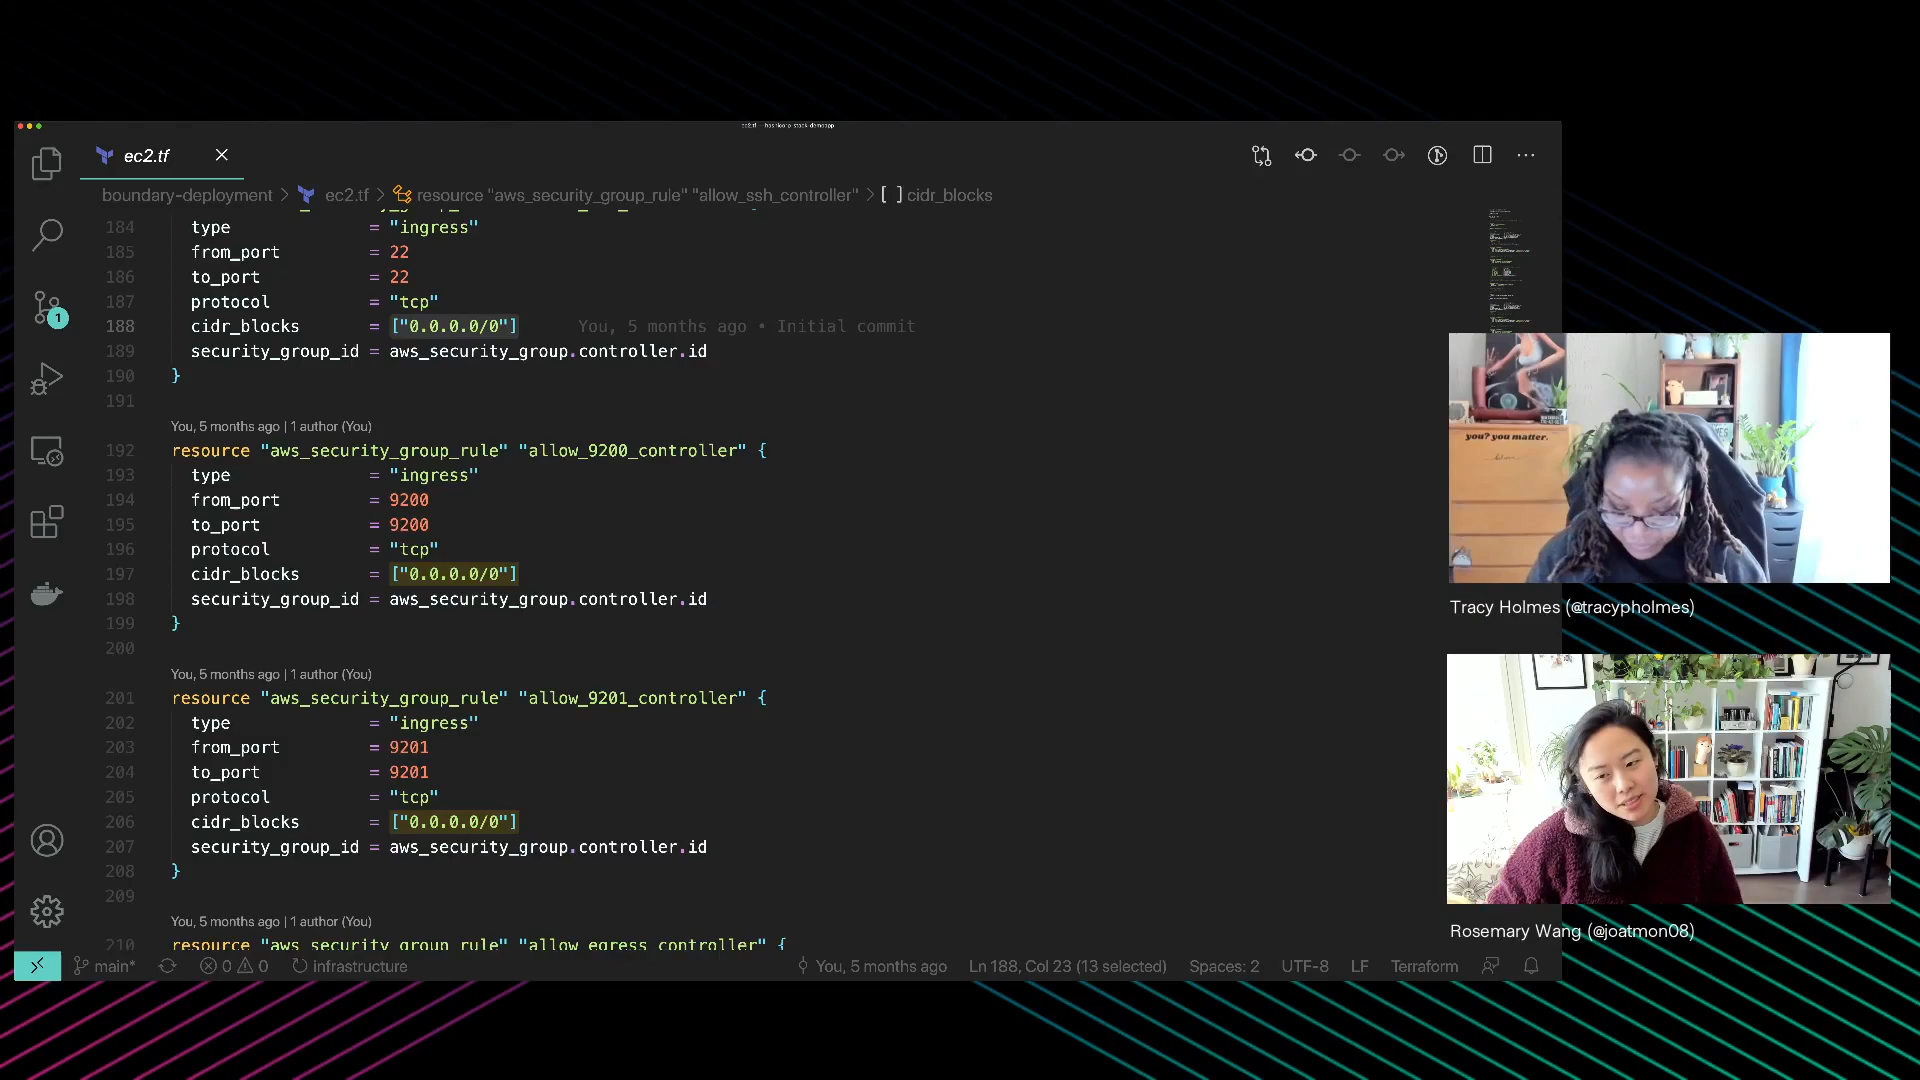 ec2.tf — hashicorp-stack-demoapp
ec2.tf
boundary-deployment > ec2.tf > resource "aws_security_group_rule" "allow_ssh_controller" > [ ] cidr_blocks
184 type = "ingress"
185 from_port = 22
186 to_port = 22
187 protocol = "tcp"
188 cidr_blocks = ["0.0.0.0/0"] You, 5 months ago • Initial commit
189 security_group_id = aws_security_group.controller.id
190 }
191
You, 5 months ago | 1 author (You)
192 resource "aws_security_group_rule" "allow_9200_controller" {
193 type = "ingress"
194 from_port = 9200
195 to_port = 9200
196 protocol = "tcp"
197 cidr_blocks = ["0.0.0.0/0"]
198 security_group_id = aws_security_group.controller.id
199 }
200
You, 5 months ago | 1 author (You)
201 resource "aws_security_group_rule" "allow_9201_controller" {
202 type = "ingress"
203 from_port = 9201
204 to_port = 9201
205 protocol = "tcp"
206 cidr_blocks = ["0.0.0.0/0"]
207 security_group_id = aws_security_group.controller.id
208 }
209
You, 5 months ago | 1 author (You)
210 resource "aws_security_group_rule" "allow_egress_controller" {
1
main* 0 0 infrastructure You, 5 months ago Ln 188, Col 23 (13 selected) Spaces: 2 UTF-8 LF Terraform
you? you matter.
Tracy Holmes (@tracypholmes)
Rosemary Wang (@joatmon08)